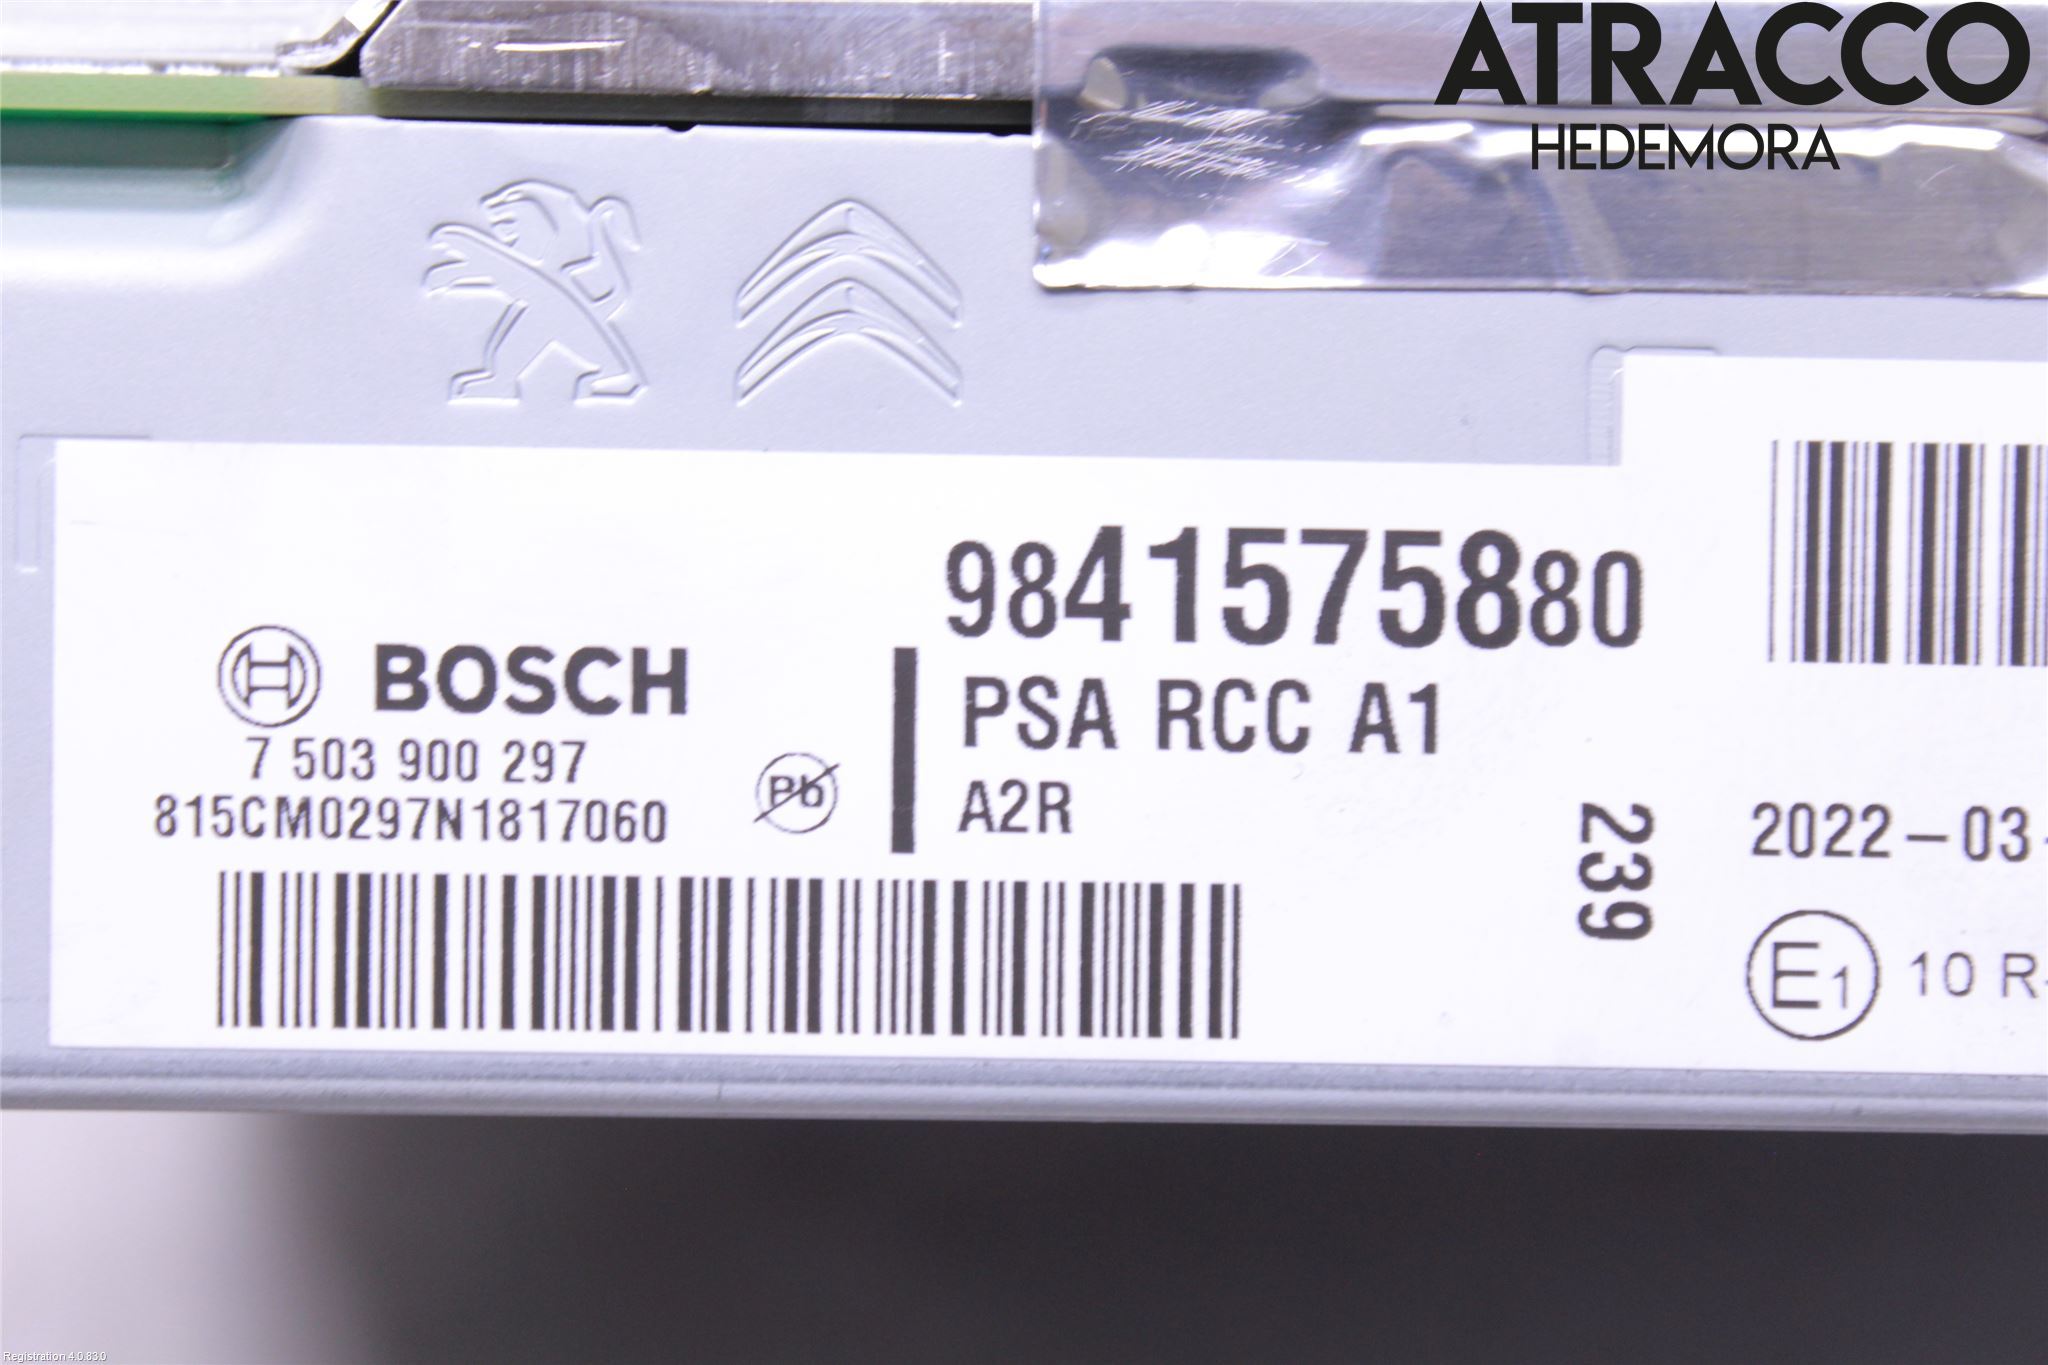 ATRACCO
HEDEMORA
9841575880
BOSCH
PSA RCC A1
7 503 900 297
Pb
A2R
815CM0297N1817060
239
2022-03-
E1 10 R-
Registration 4.0.83.0